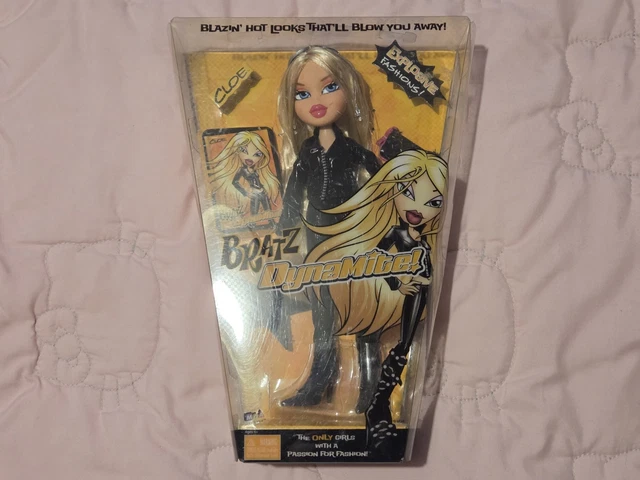 BLAZIN' HOT LOOKS THAT'LL BLOW YOU AWAY!
EXPLOSIVE
FASHIONS!
CLOE
BRATZ
DynaMite!
THE ONLY GIRLS
WITH A
PASSION FOR FASHION!